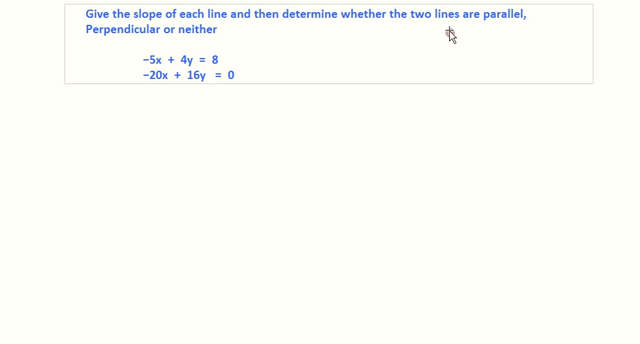 Give the slope of each line and then determine whether the two lines are parallel,
Perpendicular or neither
−5x + 4y = 8
−20x + 16y = 0